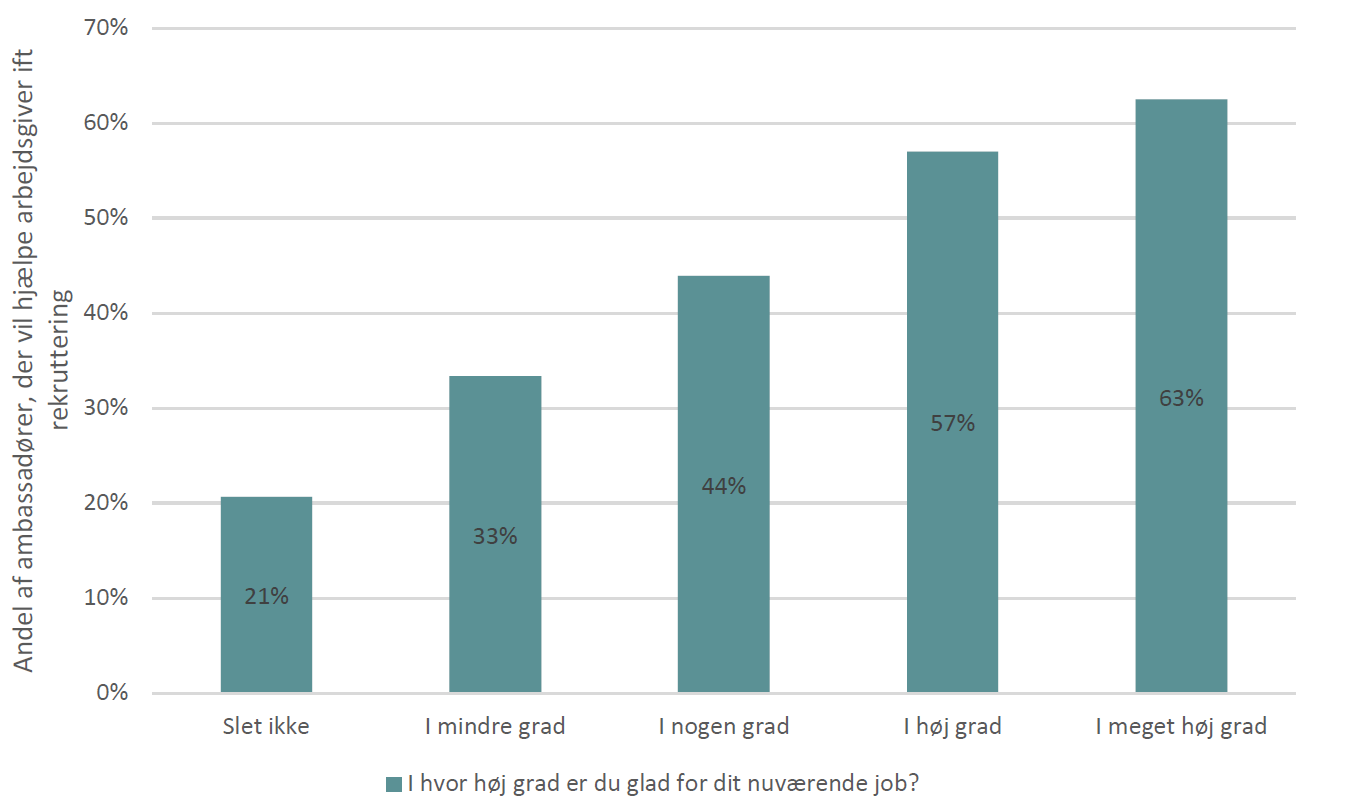 Andel af ambassadører, der vil hjælpe arbejdsgiver ift
rekruttering
70%
60%
50%
40%
30%
20%
10%
0%
21%
33%
44%
57%
63%
Slet ikke
I mindre grad
I nogen grad
I høj grad
I meget høj grad
I hvor høj grad er du glad for dit nuværende job?